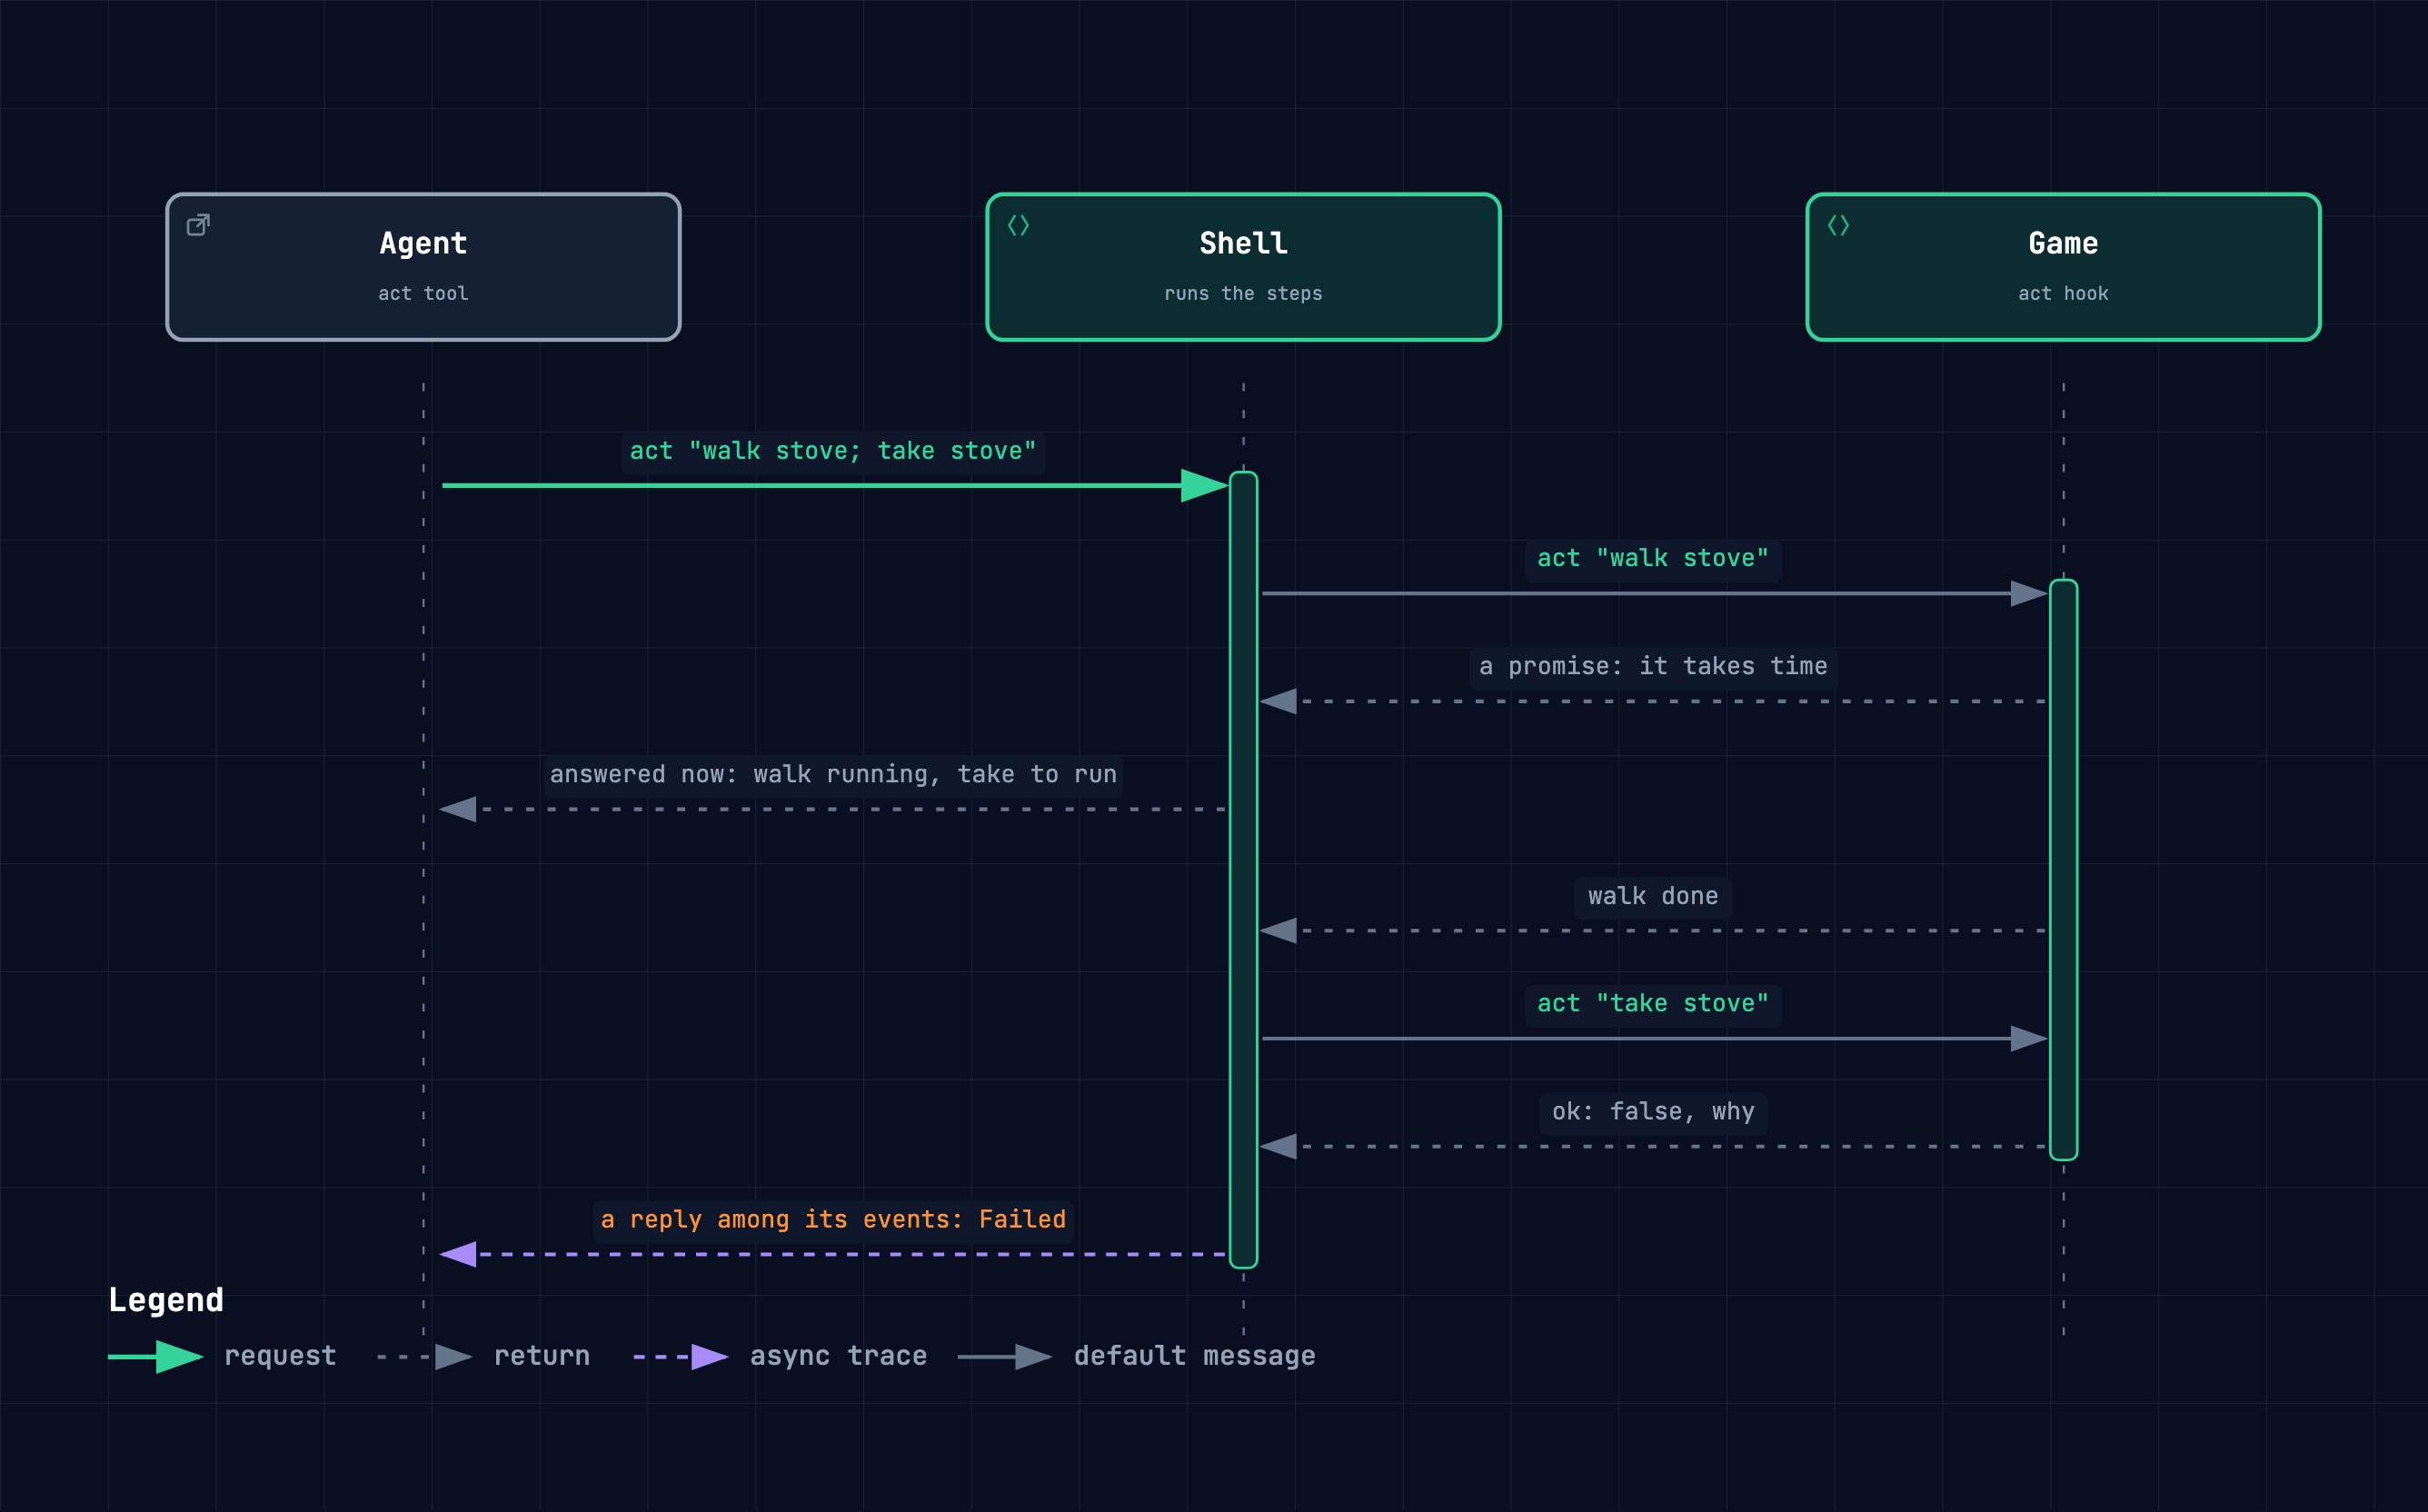 Agent
act tool
Shell
runs the steps
Game
act hook
act "walk stove; take stove"
act "walk stove"
a promise: it takes time
answered now: walk running, take to run
walk done
act "take stove"
ok: false, why
a reply among its events: Failed
Legend
request
return
async trace
default message